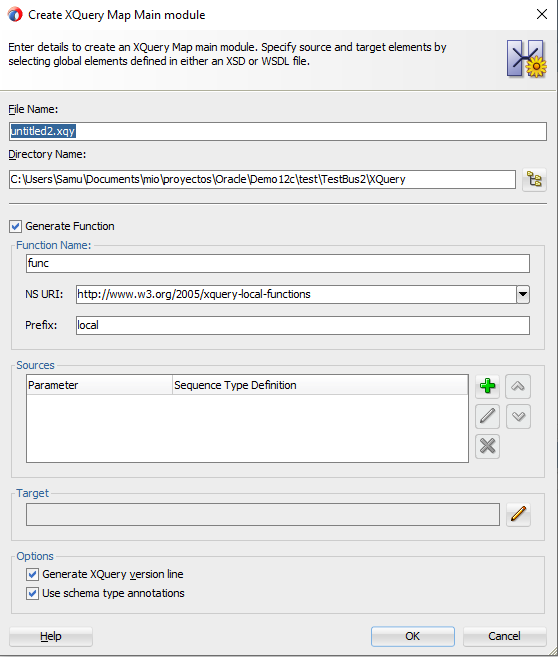 Create XQuery Map Main module
Enter details to create an XQuery Map main module. Specify source and target elements by
selecting global elements defined in either an XSD or WSDL file.
File Name:
untitled2.xqy
Directory Name:
C:\Users\Samu\Documents\mio\proyectos\Oracle\Demo12c\test\TestBus2\XQuery
Generate Function
Function Name:
func
NS URI: http://www.w3.org/2005/xquery-local-functions
Prefix: local
Sources
Parameter Sequence Type Definition
Target
Options
Generate XQuery version line
Use schema type annotations
Help OK Cancel